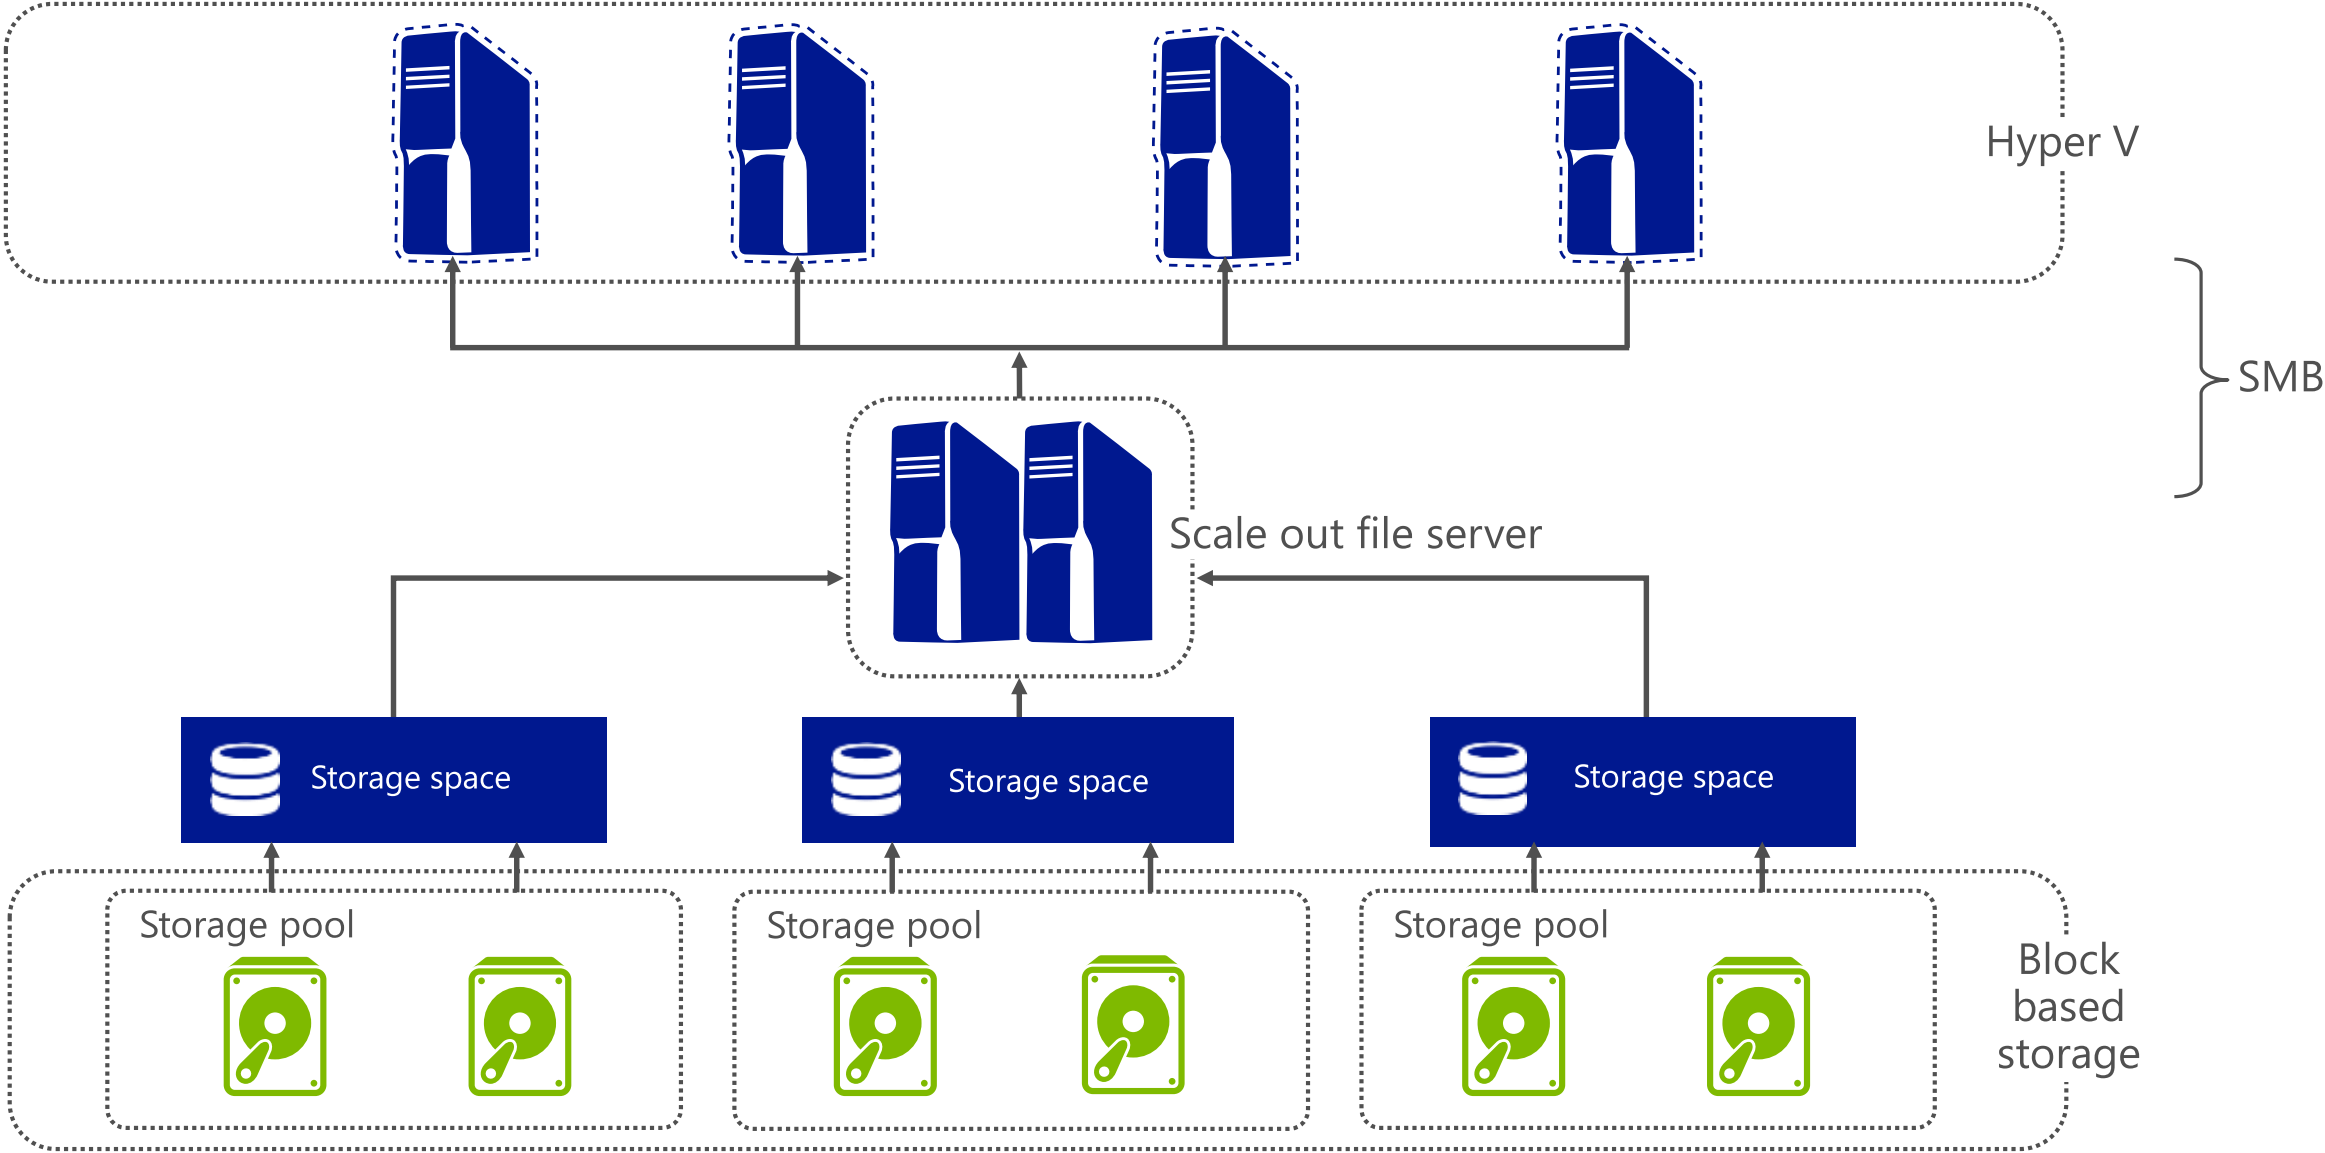 Hyper V
SMB
Scale out file server
Storage space
Storage space
Storage space
Storage pool
Storage pool
Storage pool
Block
based
storage